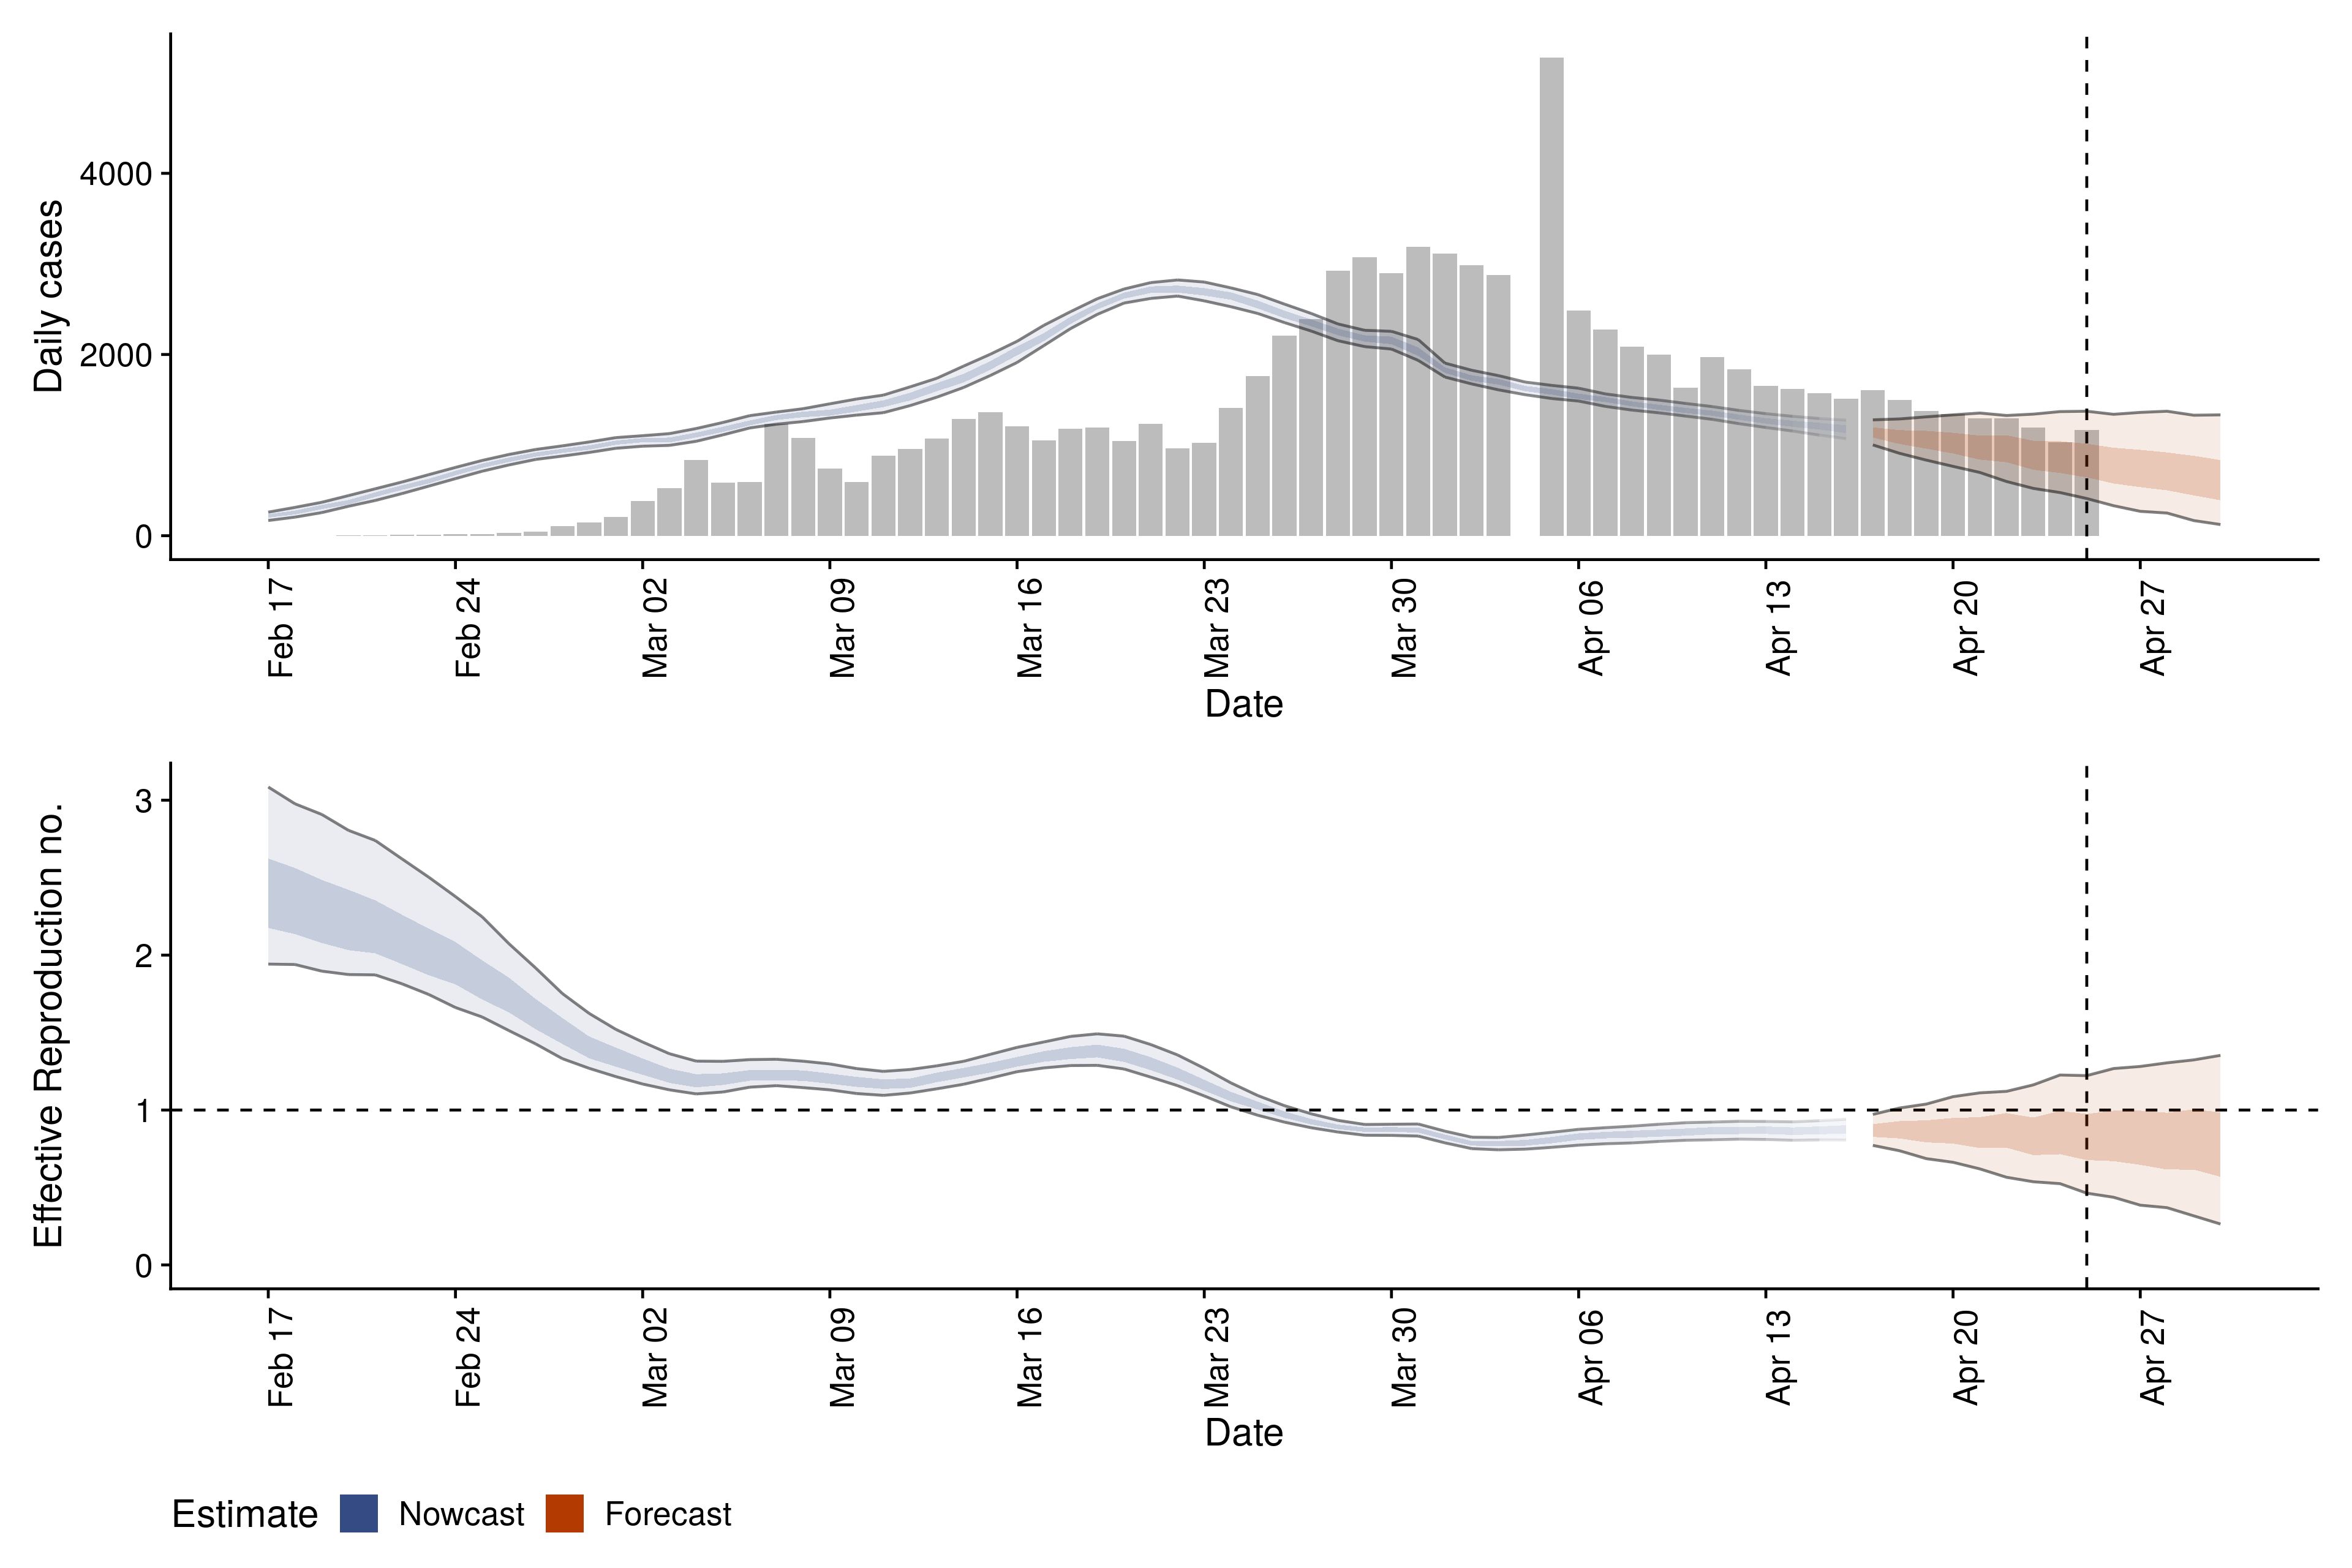 Daily cases
4000
2000
0
Feb 17
Feb 24
Mar 02
Mar 09
Mar 16
Mar 23
Mar 30
Apr 06
Apr 13
Apr 20
Apr 27
Date
Effective Reproduction no.
3
2
1
0
Feb 17
Feb 24
Mar 02
Mar 09
Mar 16
Mar 23
Mar 30
Apr 06
Apr 13
Apr 20
Apr 27
Date
Estimate Nowcast Forecast